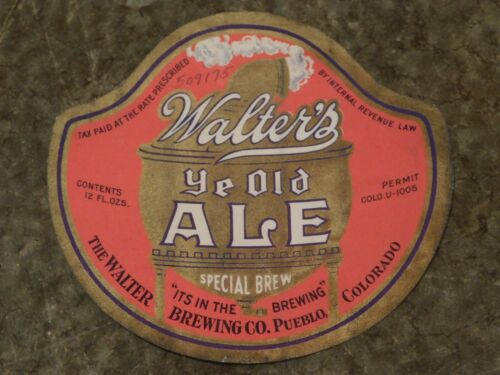 TAX PAID AT THE RATE PRESCRIBED
BY INTERNAL REVENUE LAW
509175
Walter's
Ye Old
ALE
CONTENTS
12 FL. OZS.
PERMIT
COLO. U-1005
SPECIAL BREW
"ITS IN THE BREWING"
THE WALTER BREWING CO. PUEBLO, COLORADO